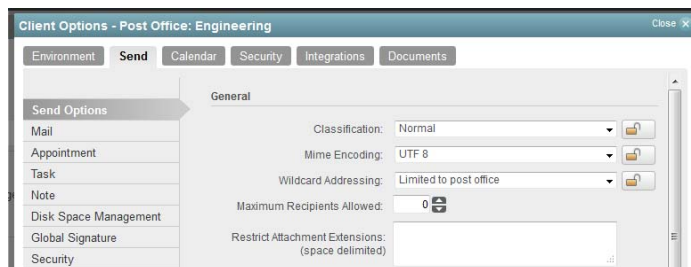 Client Options - Post Office: Engineering
Close
Environment Send Calendar Security Integrations Documents
Send Options
Mail
Appointment
Task
Note
Disk Space Management
Global Signature
Security
General
Classification: Normal
Mime Encoding: UTF 8
Wildcard Addressing: Limited to post office
Maximum Recipients Allowed: 0
Restrict Attachment Extensions:
(space delimited)